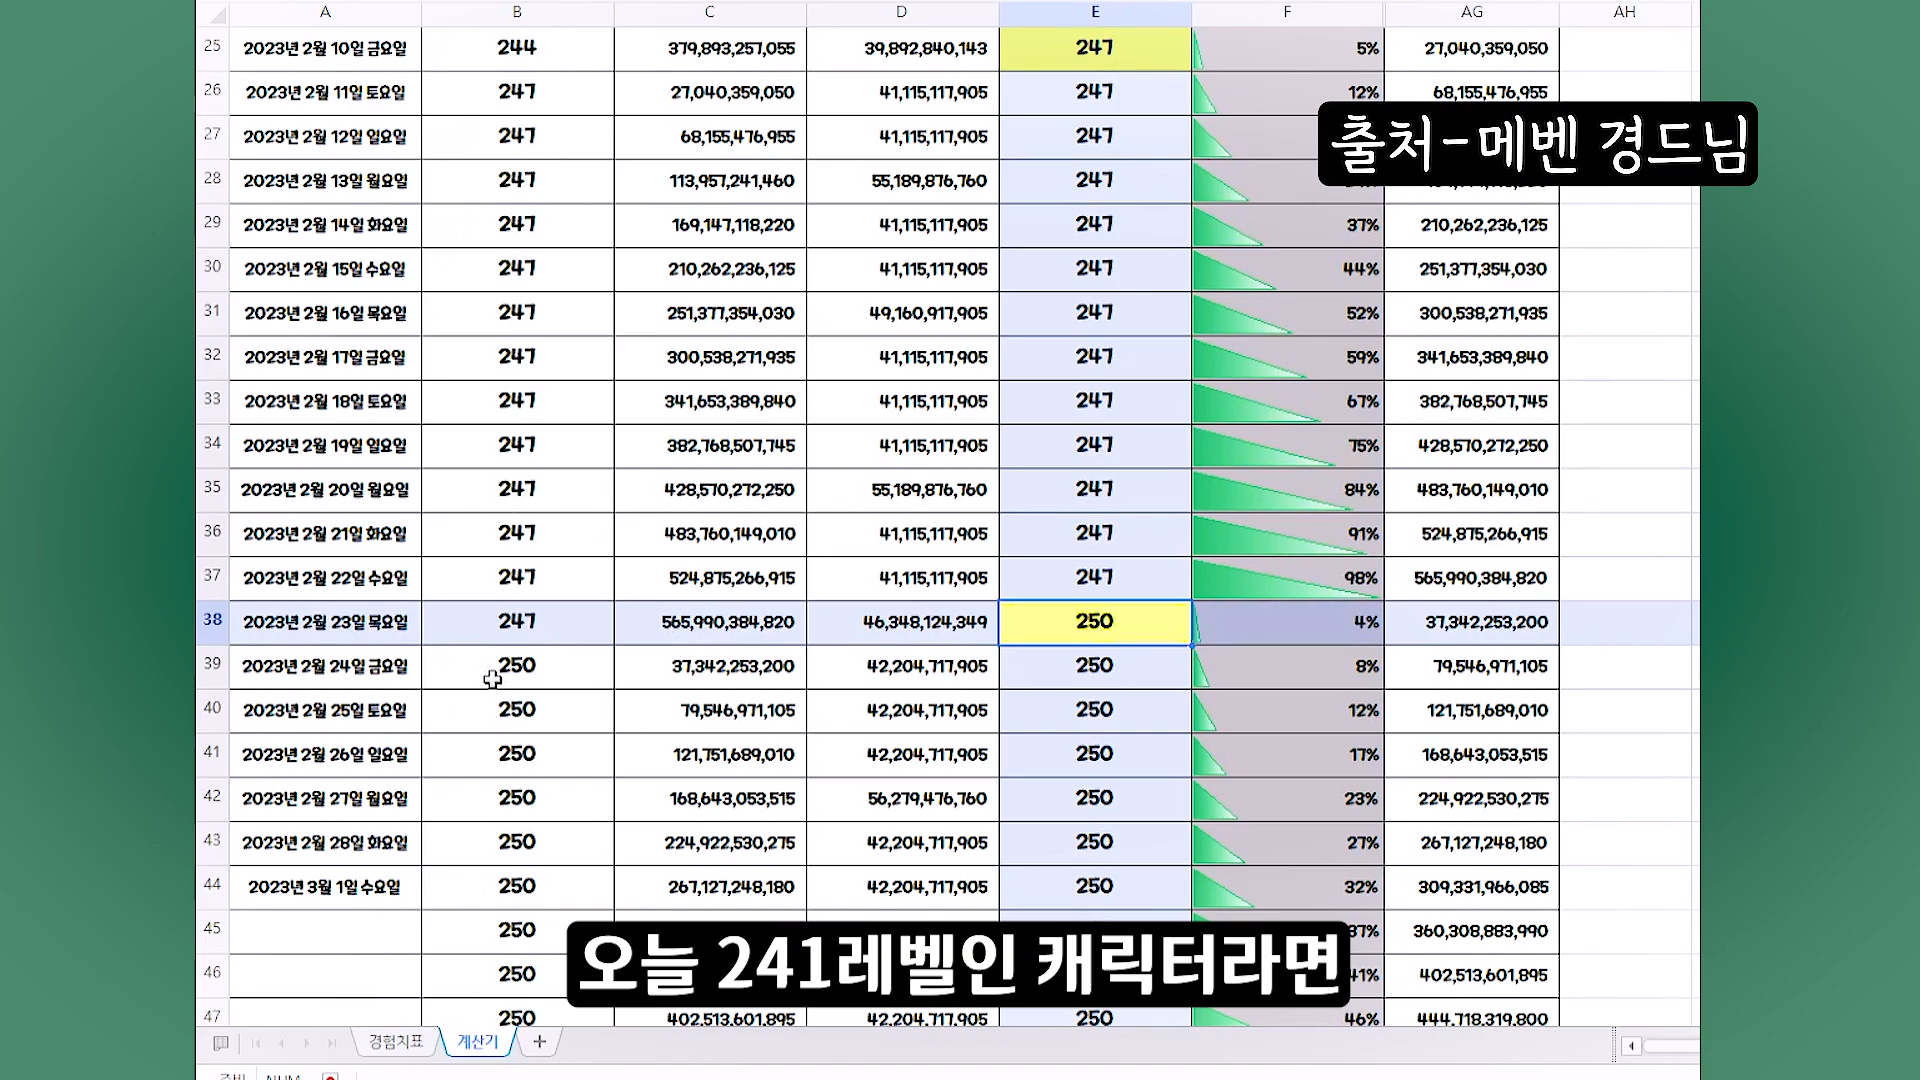 A B C D E F AG AH
25 2023년 2월 10일 금요일 244 379,893,257,055 39,892,840,143 247 5% 27,040,359,050
26 2023년 2월 11일 토요일 247 27,040,359,050 41,115,117,905 247 12% 68,155,476,955
27 2023년 2월 12일 일요일 247 68,155,476,955 41,115,117,905 247
출처-메벤 경드님
28 2023년 2월 13일 월요일 247 113,957,241,460 55,189,876,760 247
29 2023년 2월 14일 화요일 247 169,147,118,220 41,115,117,905 247 37% 210,262,236,125
30 2023년 2월 15일 수요일 247 210,262,236,125 41,115,117,905 247 44% 251,377,354,030
31 2023년 2월 16일 목요일 247 251,377,354,030 49,160,917,905 247 52% 300,538,271,935
32 2023년 2월 17일 금요일 247 300,538,271,935 41,115,117,905 247 59% 341,653,389,840
33 2023년 2월 18일 토요일 247 341,653,389,840 41,115,117,905 247 67% 382,768,507,745
34 2023년 2월 19일 일요일 247 382,768,507,745 41,115,117,905 247 75% 428,570,272,250
35 2023년 2월 20일 월요일 247 428,570,272,250 55,189,876,760 247 84% 483,760,149,010
36 2023년 2월 21일 화요일 247 483,760,149,010 41,115,117,905 247 91% 524,875,266,915
37 2023년 2월 22일 수요일 247 524,875,266,915 41,115,117,905 247 98% 565,990,384,820
38 2023년 2월 23일 목요일 247 565,990,384,820 46,348,124,349 250 4% 37,342,253,200
39 2023년 2월 24일 금요일 250 37,342,253,200 42,204,717,905 250 8% 79,546,971,105
40 2023년 2월 25일 토요일 250 79,546,971,105 42,204,717,905 250 12% 121,751,689,010
41 2023년 2월 26일 일요일 250 121,751,689,010 42,204,717,905 250 17% 168,643,053,515
42 2023년 2월 27일 월요일 250 168,643,053,515 56,279,476,760 250 23% 224,922,530,275
43 2023년 2월 28일 화요일 250 224,922,530,275 42,204,717,905 250 27% 267,127,248,180
44 2023년 3월 1일 수요일 250 267,127,248,180 42,204,717,905 250 32% 309,331,966,085
45 250 360,308,883,990
오늘 241레벨인 캐릭터라면
46 250 402,513,601,895
47 250 402,513,601,895 42,204,717,905 250 46% 444,718,319,800
경험지표 계산기